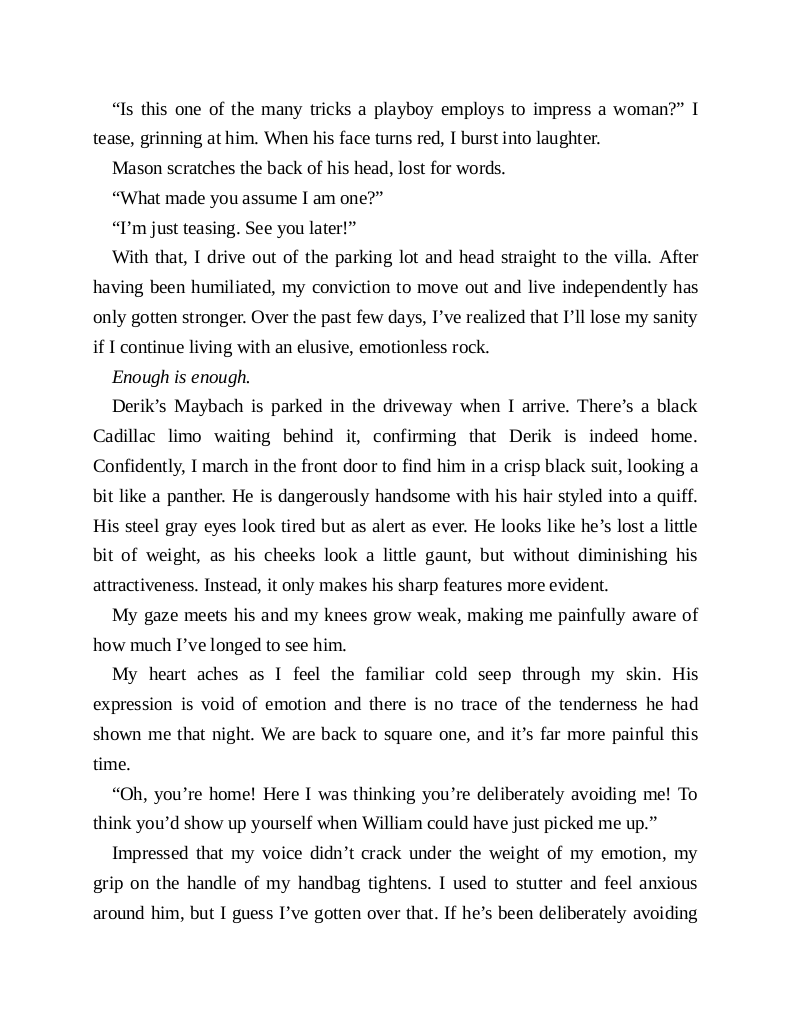 “Is this one of the many tricks a playboy employs to impress a woman?” I
tease, grinning at him. When his face turns red, I burst into laughter.
Mason scratches the back of his head, lost for words.
“What made you assume I am one?”
“I’m just teasing. See you later!”
With that, I drive out of the parking lot and head straight to the villa. After
having been humiliated, my conviction to move out and live independently has
only gotten stronger. Over the past few days, I’ve realized that I’ll lose my sanity
if I continue living with an elusive, emotionless rock.
Enough is enough.
Derik’s Maybach is parked in the driveway when I arrive. There’s a black
Cadillac limo waiting behind it, confirming that Derik is indeed home.
Confidently, I march in the front door to find him in a crisp black suit, looking a
bit like a panther. He is dangerously handsome with his hair styled into a quiff.
His steel gray eyes look tired but as alert as ever. He looks like he’s lost a little
bit of weight, as his cheeks look a little gaunt, but without diminishing his
attractiveness. Instead, it only makes his sharp features more evident.
My gaze meets his and my knees grow weak, making me painfully aware of
how much I’ve longed to see him.
My heart aches as I feel the familiar cold seep through my skin. His
expression is void of emotion and there is no trace of the tenderness he had
shown me that night. We are back to square one, and it’s far more painful this
time.
“Oh, you’re home! Here I was thinking you’re deliberately avoiding me! To
think you’d show up yourself when William could have just picked me up.”
Impressed that my voice didn’t crack under the weight of my emotion, my
grip on the handle of my handbag tightens. I used to stutter and feel anxious
around him, but I guess I’ve gotten over that. If he’s been deliberately avoiding